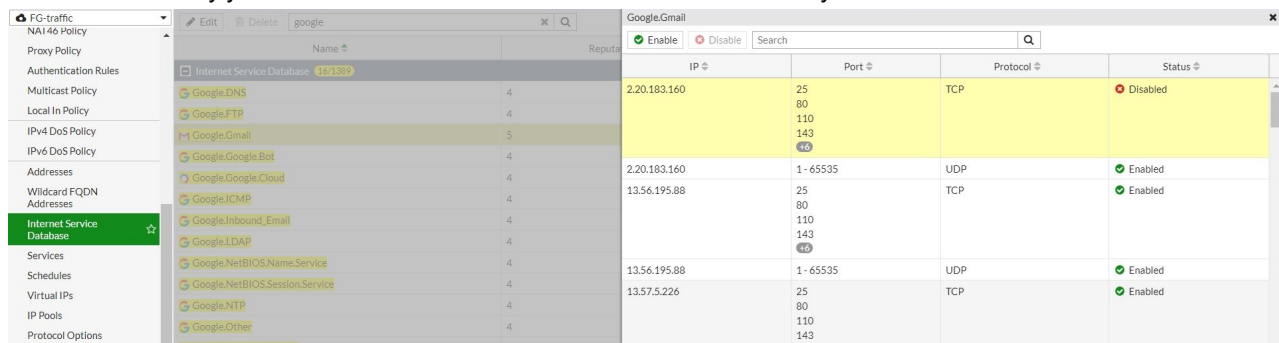 FG-traffic
NAT46 Policy
Proxy Policy
Authentication Rules
Multicast Policy
Local In Policy
IPv4 DoS Policy
IPv6 DoS Policy
Addresses
Wildcard FQDN
Addresses
Internet Service
Database
Services
Schedules
Virtual IPs
IP Pools
Protocol Options
Edit Delete google
Name Reputa
Internet Service Database 16/1389
Google.DNS 4
Google.FTP 4
Google.Gmail 5
Google.Google.Bot 4
Google.Google.Cloud 4
Google.ICMP 4
Google.Inbound_Email 4
Google.LDAP 4
Google.NetBIOS.Name.Service 4
Google.NetBIOS.Session.Service 4
Google.NTP 4
Google.Other 4
Google.Gmail
Enable Disable Search
IP Port Protocol Status
2.20.183.160 25 TCP Disabled
80
110
143
+6
2.20.183.160 1 - 65535 UDP Enabled
13.56.195.88 25 TCP Enabled
80
110
143
+6
13.56.195.88 1 - 65535 UDP Enabled
13.57.5.226 25 TCP Enabled
80
110
143